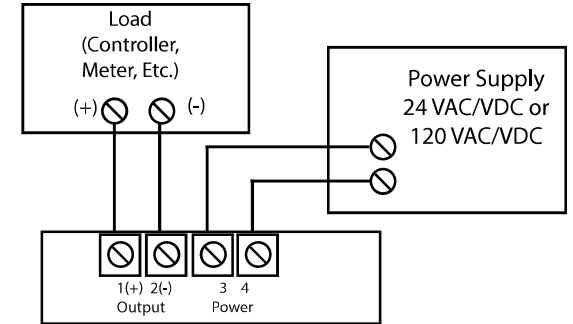 Load
(Controller,
Meter, Etc.)
(+) (-)
Power Supply
24 VAC/VDC or
120 VAC/VDC
1(+) 2(-) 3 4
Output Power